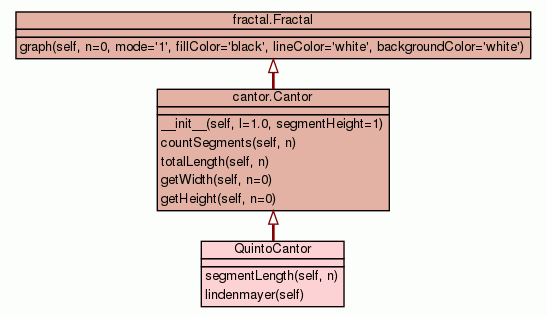 fractal.Fractal
graph(self, n=0, mode='1', fillColor='black', lineColor='white', backgroundColor='white')
cantor.Cantor
__init__(self, l=1.0, segmentHeight=1)
countSegments(self, n)
totalLength(self, n)
getWidth(self, n=0)
getHeight(self, n=0)
QuintoCantor
segmentLength(self, n)
lindenmayer(self)